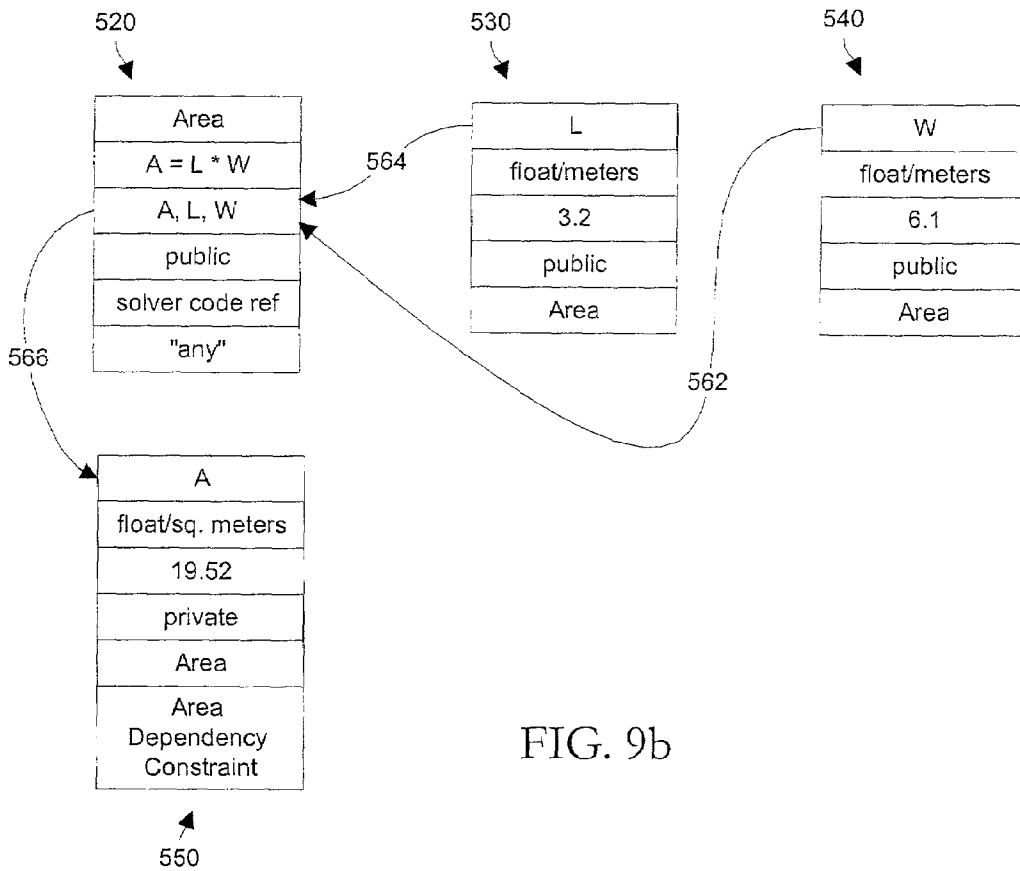 520
530
540
Area
A = L * W
A, L, W
public
solver code ref
"any"
564
L
float/meters
3.2
public
Area
W
float/meters
6.1
public
Area
566
562
A
float/sq. meters
19.52
private
Area
Area
Dependency
Constraint
550
FIG. 9b